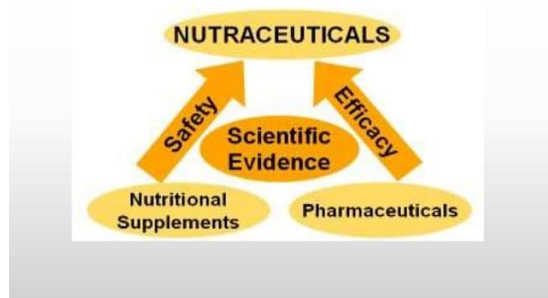 NUTRACEUTICALS
Safety
Efficacy
Scientific
Evidence
Nutritional
Supplements
Pharmaceuticals